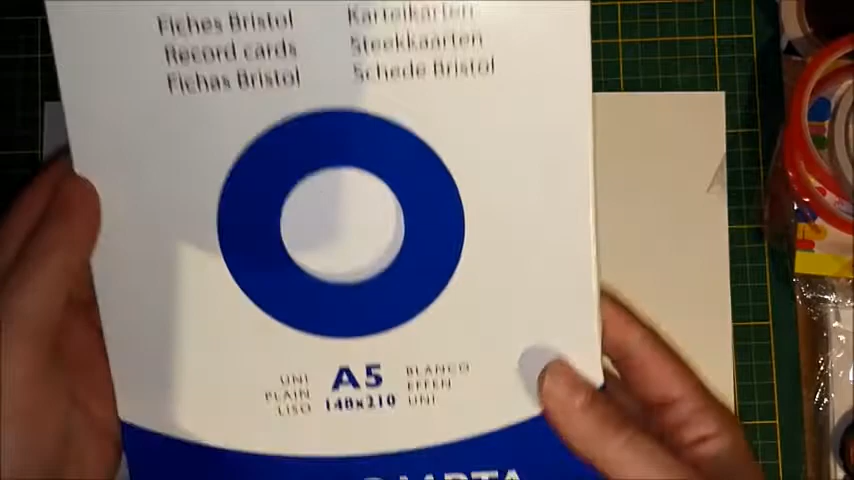 Fiches Bristol
Record cards
Fichas Bristol
Karteikarten
Steekkaarten
Schede Bristol
UNI
PLAIN
LISO
A5
148x210
BLANCO
EFFEN
UNI